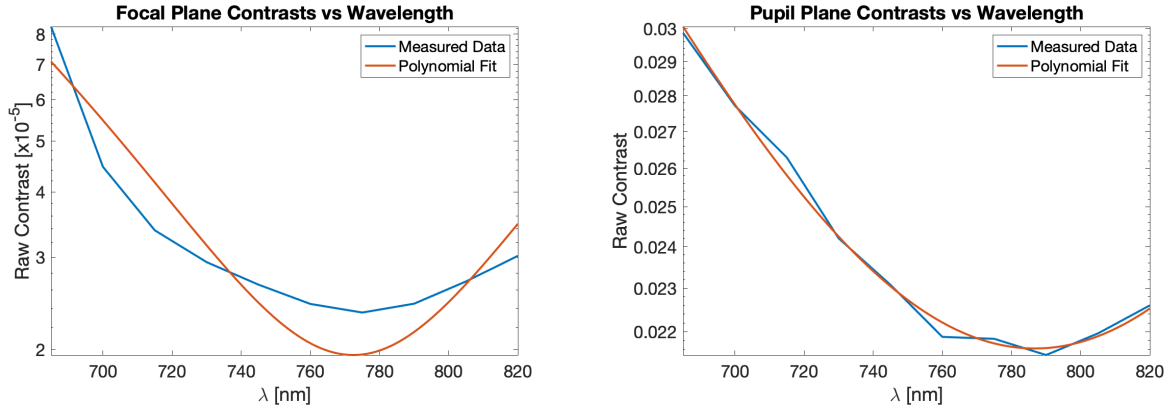 Focal Plane Contrasts vs Wavelength
Measured Data
Polynomial Fit
8
7
6
5
4
3
2
Raw Contrast [x10^-5]
700 720 740 760 780 800 820
λ [nm]
Pupil Plane Contrasts vs Wavelength
Measured Data
Polynomial Fit
0.03
0.029
0.028
0.027
0.026
0.025
0.024
0.023
0.022
Raw Contrast
700 720 740 760 780 800 820
λ [nm]